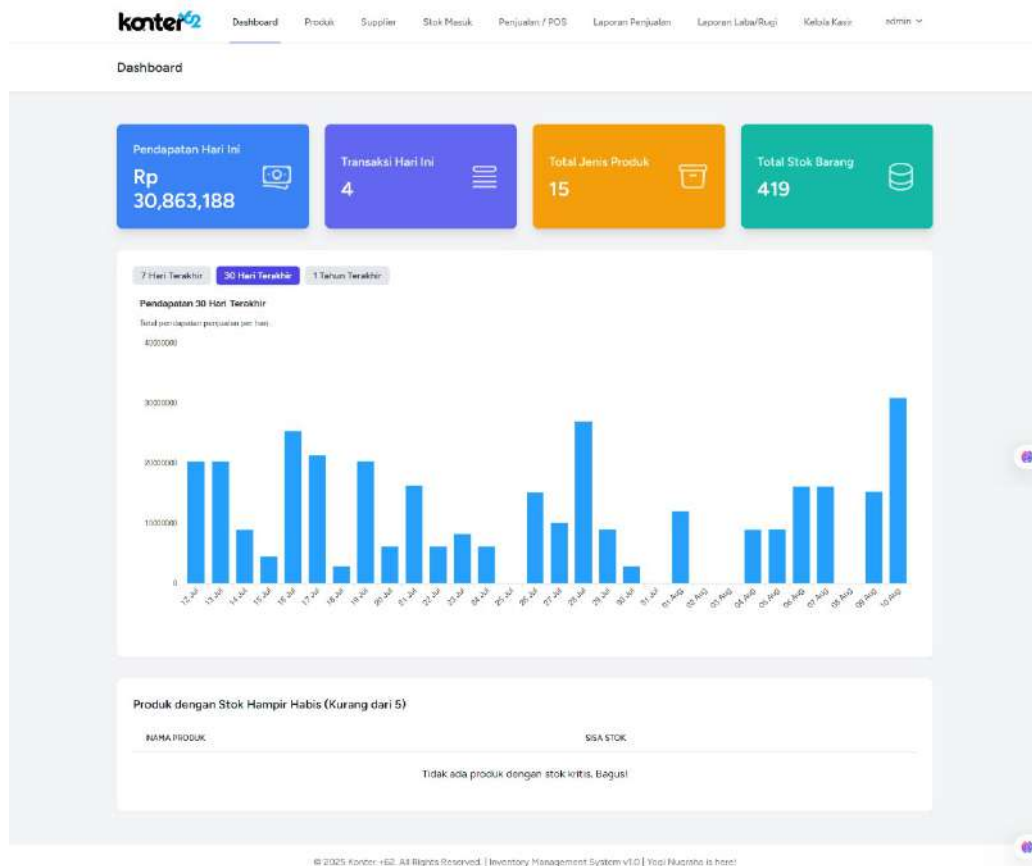 konter+62
Dashboard Produk Supplier Stok Masuk Penjualan / POS Laporan Penjualan Laporan Laba/Rugi Kelola Kasir admin
Dashboard
Pendapatan Hari Ini
Rp
30,863,188
Transaksi Hari Ini
4
Total Jenis Produk
15
Total Stok Barang
419
7 Hari Terakhir 30 Hari Terakhir 1 Tahun Terakhir
Pendapatan 30 Hari Terakhir
Total pendapatan penjualan per hari
40000000
30000000
20000000
10000000
0
12 Jul 13 Jul 14 Jul 15 Jul 16 Jul 17 Jul 18 Jul 19 Jul 20 Jul 21 Jul 22 Jul 23 Jul 24 Jul 25 Jul 26 Jul 27 Jul 28 Jul 29 Jul 30 Jul 31 Jul 01 Aug 02 Aug 03 Aug 04 Aug 05 Aug 06 Aug 07 Aug 08 Aug 09 Aug 10 Aug
Produk dengan Stok Hampir Habis (Kurang dari 5)
NAMA PRODUK SISA STOK
Tidak ada produk dengan stok kritis. Bagus!
© 2025 Konter +62. All Rights Reserved. | Inventory Management System v1.0 | Yogi Nugraha is here!